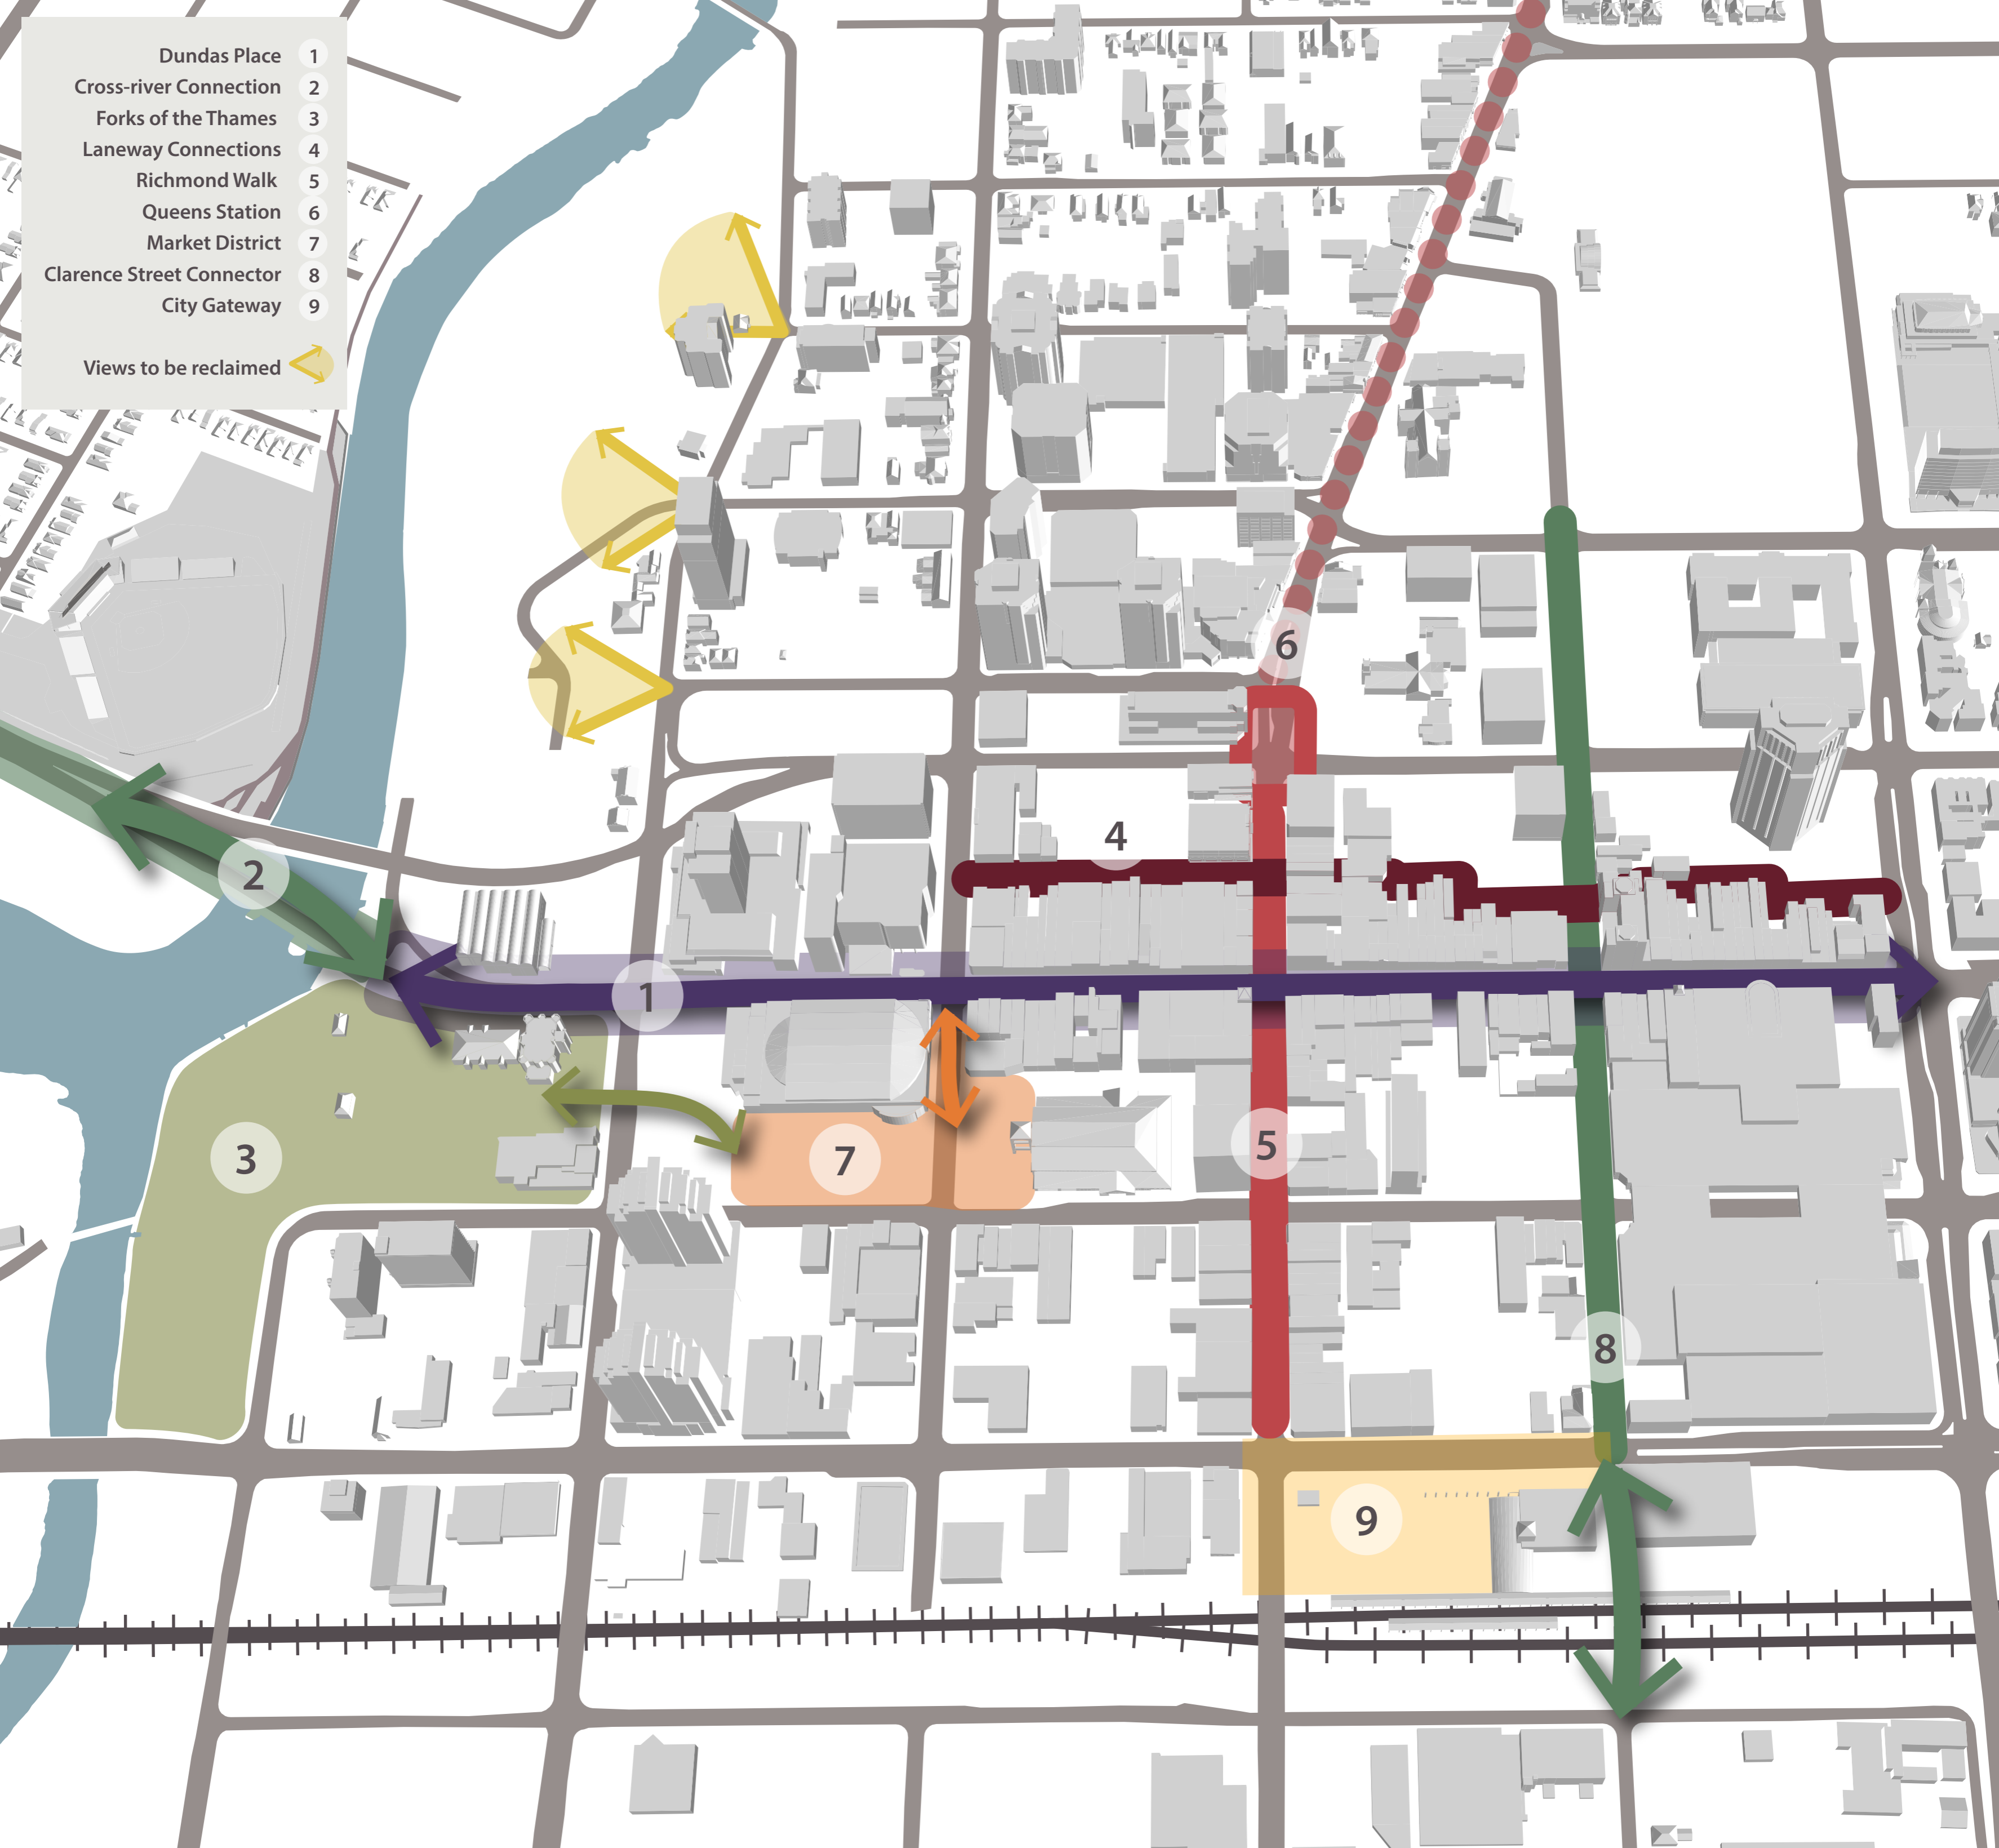 Dundas Place 1
Cross-river Connection 2
Forks of the Thames 3
Laneway Connections 4
Richmond Walk 5
Queens Station 6
Market District 7
Clarence Street Connector 8
City Gateway 9
Views to be reclaimed
6
4
2
1
5
3
7
8
9